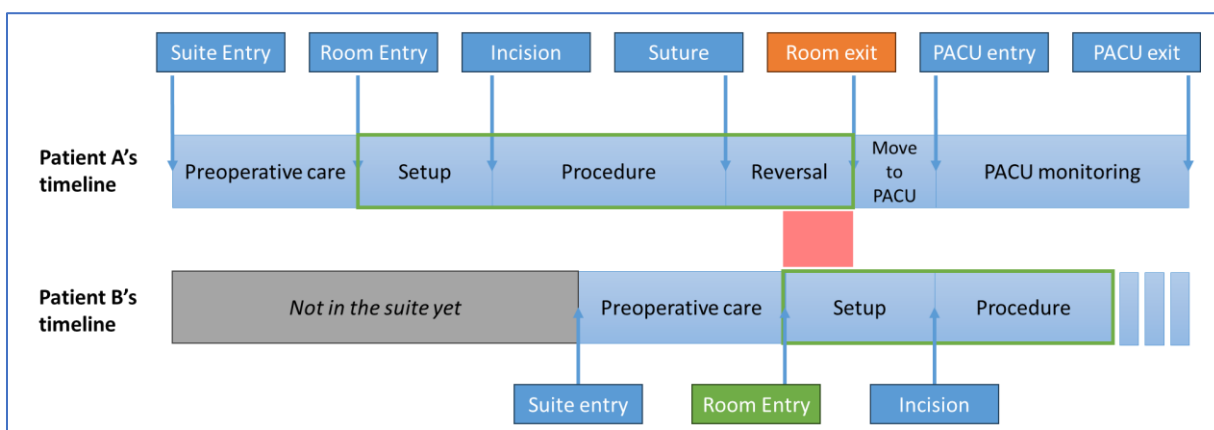 Suite Entry
Room Entry
Incision
Suture
Room exit
PACU entry
PACU exit
Patient A's
timeline
Preoperative care
Setup
Procedure
Reversal
Move
to
PACU
PACU monitoring
Patient B's
timeline
Not in the suite yet
Preoperative care
Setup
Procedure
Suite entry
Room Entry
Incision